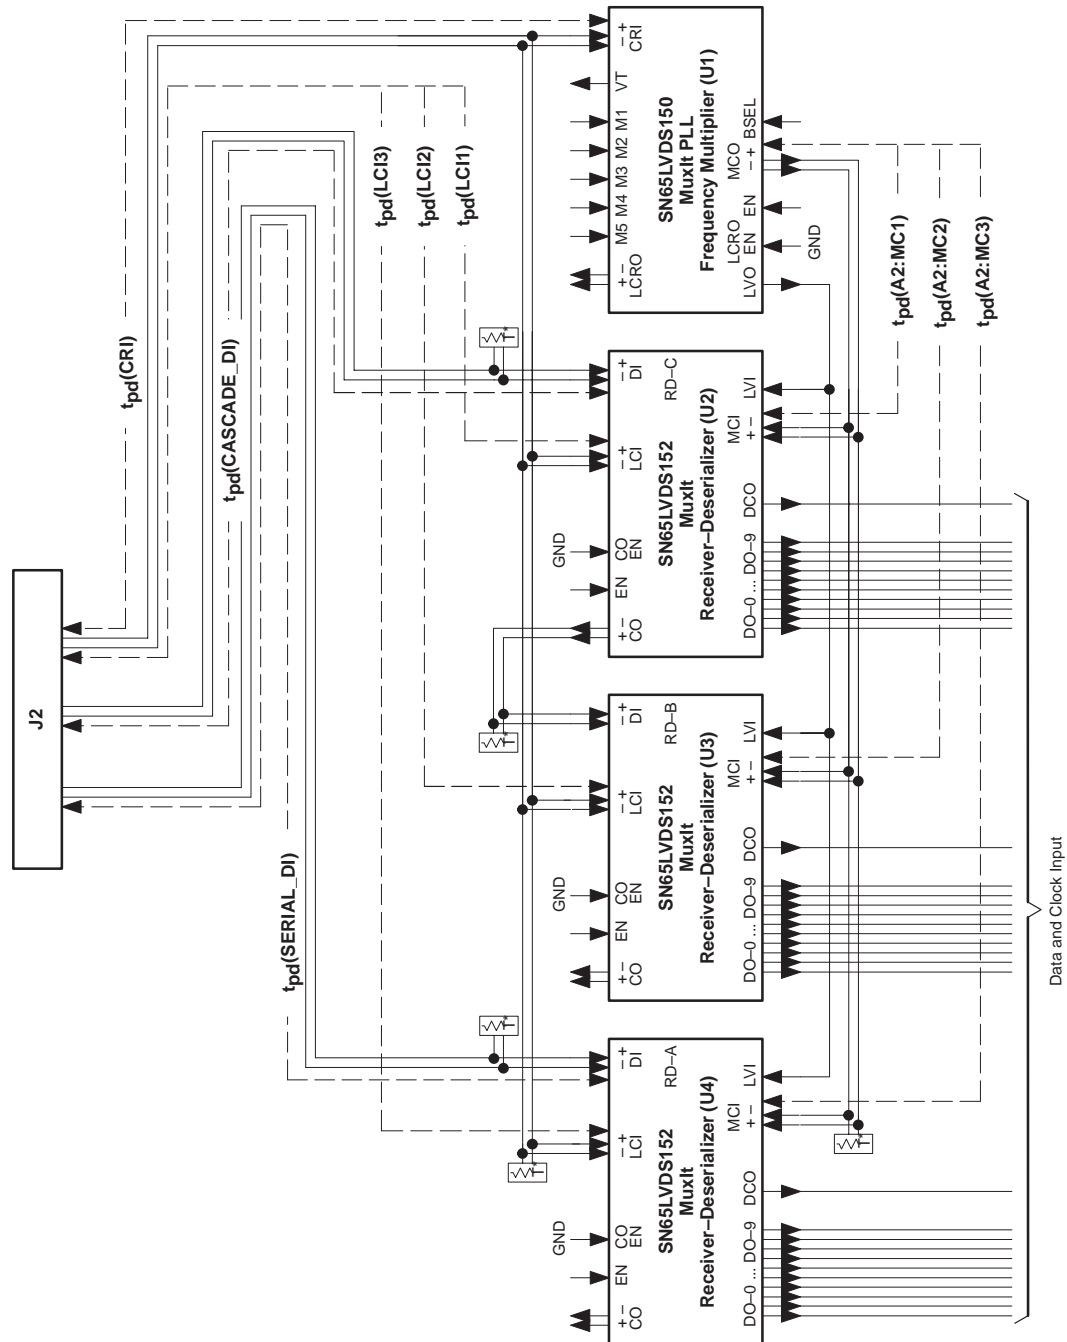 J2
tpd(CRI)
tpd(CASCADE_DI)
tpd(SERIAL_DI)
tpd(LCI3)
tpd(LCI2)
tpd(LCI1)
T*
T*
T*
T*
T*
– +
CRI
VT
M1
M2
M3
M4
M5
+ –
LCRO
SN65LVDS150
MuxIt PLL
Frequency Multiplier (U1)
BSEL
– +
MCO
EN
LCRO
EN
LVO
GND
tpd(A2:MC1)
tpd(A2:MC2)
tpd(A2:MC3)
– +
DI
RD–C
– +
LCI
GND
CO
EN
EN
+ –
CO
SN65LVDS152
MuxIt
Receiver–Deserializer (U2)
LVI
MCI
+ –
DCO
DO–0 ... DO–9
– +
DI
RD–B
– +
LCI
GND
CO
EN
EN
+ –
CO
SN65LVDS152
MuxIt
Receiver–Deserializer (U3)
LVI
MCI
+ –
DCO
DO–0 ... DO–9
– +
DI
RD–A
– +
LCI
GND
CO
EN
EN
+ –
CO
SN65LVDS152
MuxIt
Receiver–Deserializer (U4)
LVI
MCI
+ –
DCO
DO–0 ... DO–9
Data and Clock Input